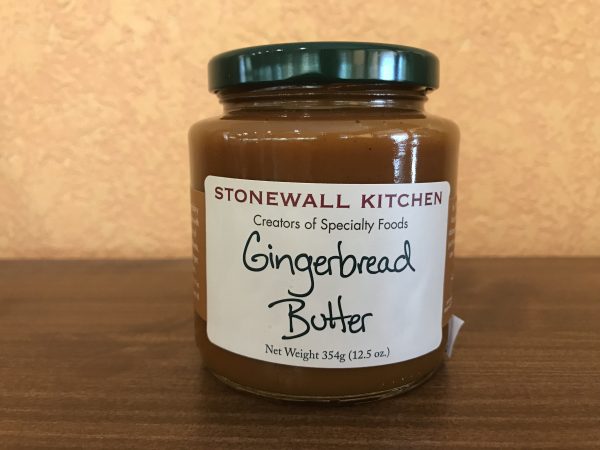 STONEWALL KITCHEN
Creators of Specialty Foods
Gingerbread
Butter
Net Weight 354g (12.5 oz.)